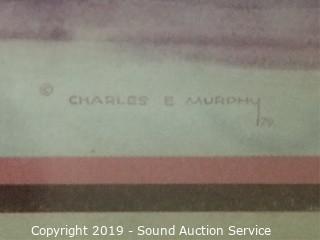 © CHARLES E MURPHY
79
Copyright 2019 - Sound Auction Service